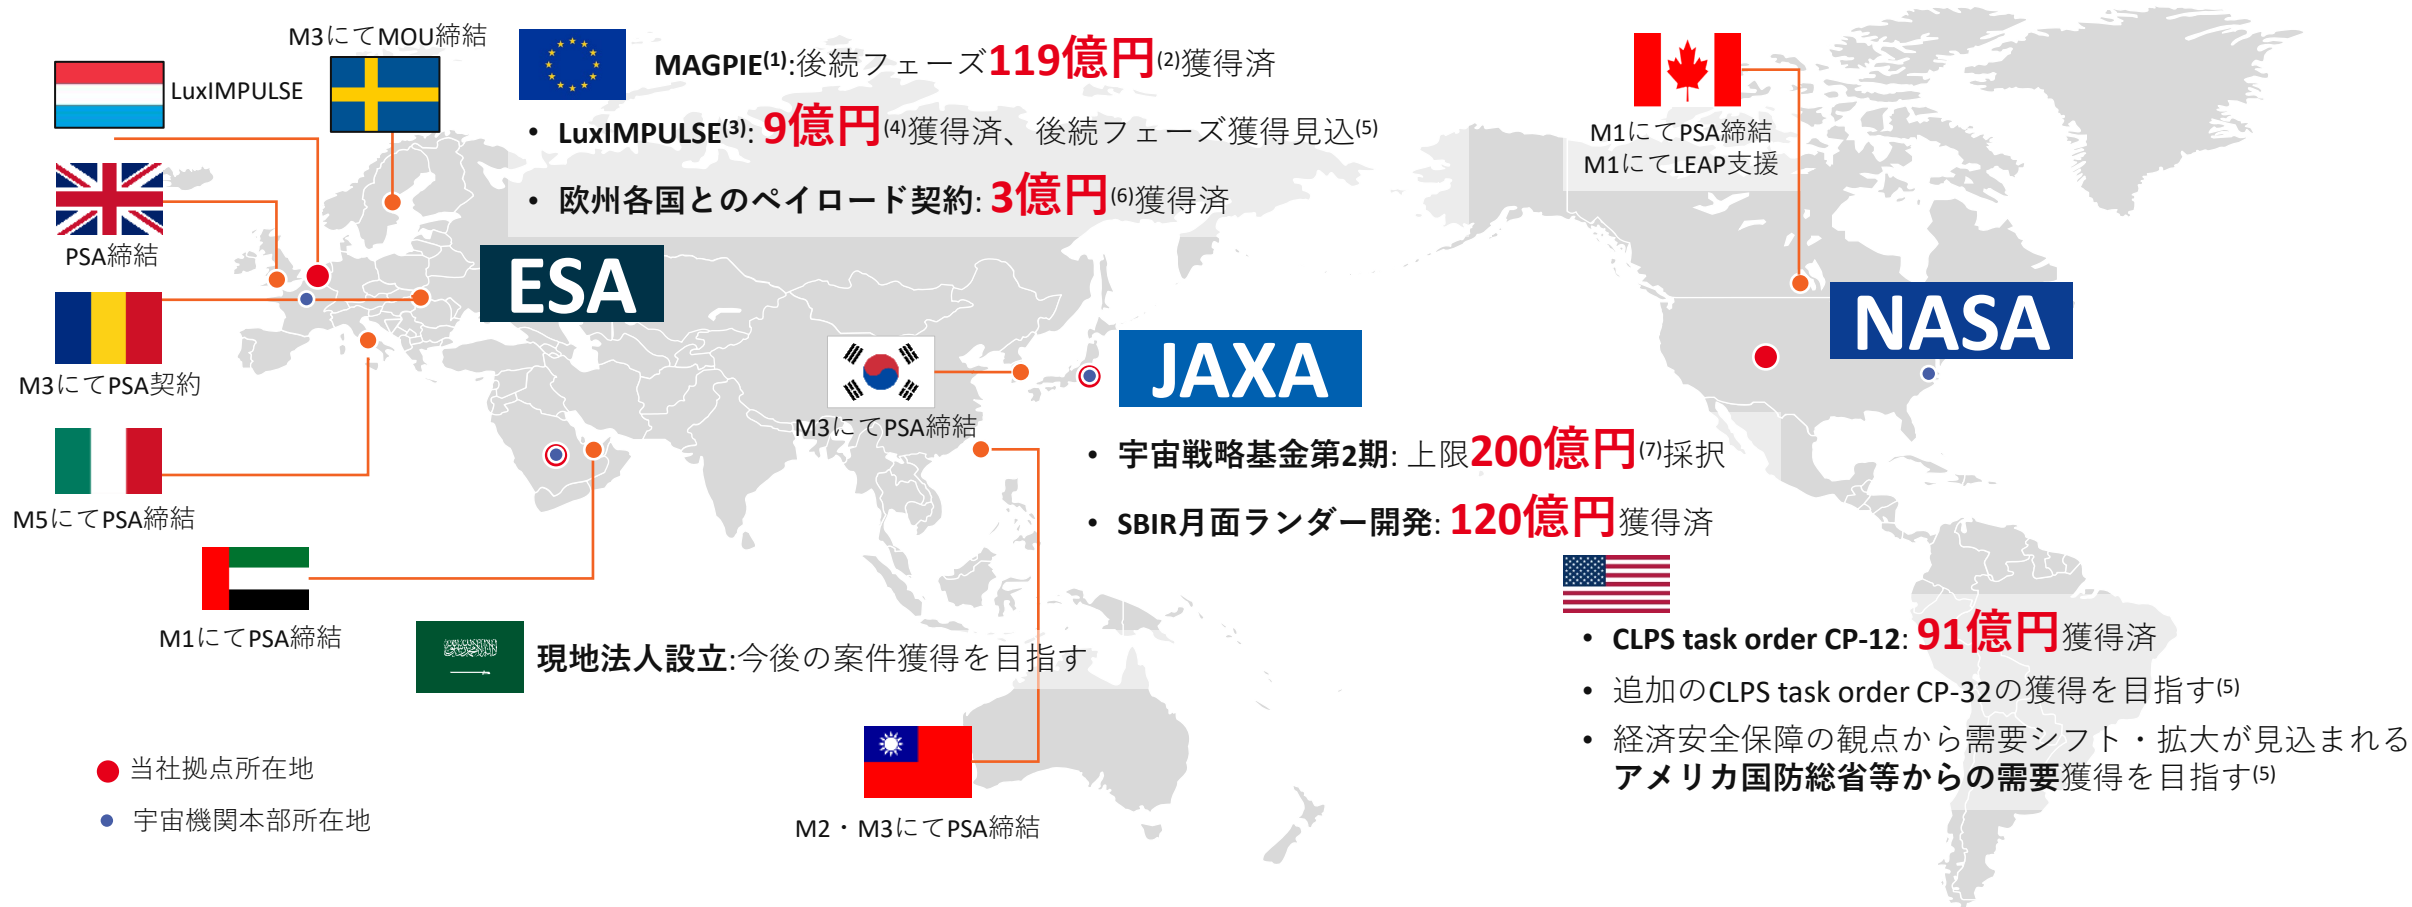 M3にてMOU締結
LuxIMPULSE
PSA締結
M3にてPSA契約
M5にてPSA締結
M1にてPSA締結
MAGPIE(1):後続フェーズ119億円(2)獲得済
• LuxIMPULSE(3): 9億円(4)獲得済、後続フェーズ獲得見込(5)
• 欧州各国とのペイロード契約: 3億円(6)獲得済
ESA
M1にてPSA締結
M1にてLEAP支援
NASA
JAXA
M3にてPSA締結
• 宇宙戦略基金第2期: 上限200億円(7)採択
• SBIR月面ランダー開発: 120億円獲得済
現地法人設立:今後の案件獲得を目指す
M2・M3にてPSA締結
• CLPS task order CP-12: 91億円獲得済
• 追加のCLPS task order CP-32の獲得を目指す(5)
• 経済安全保障の観点から需要シフト・拡大が見込まれる
アメリカ国防総省等からの需要獲得を目指す(5)
当社拠点所在地
宇宙機関本部所在地